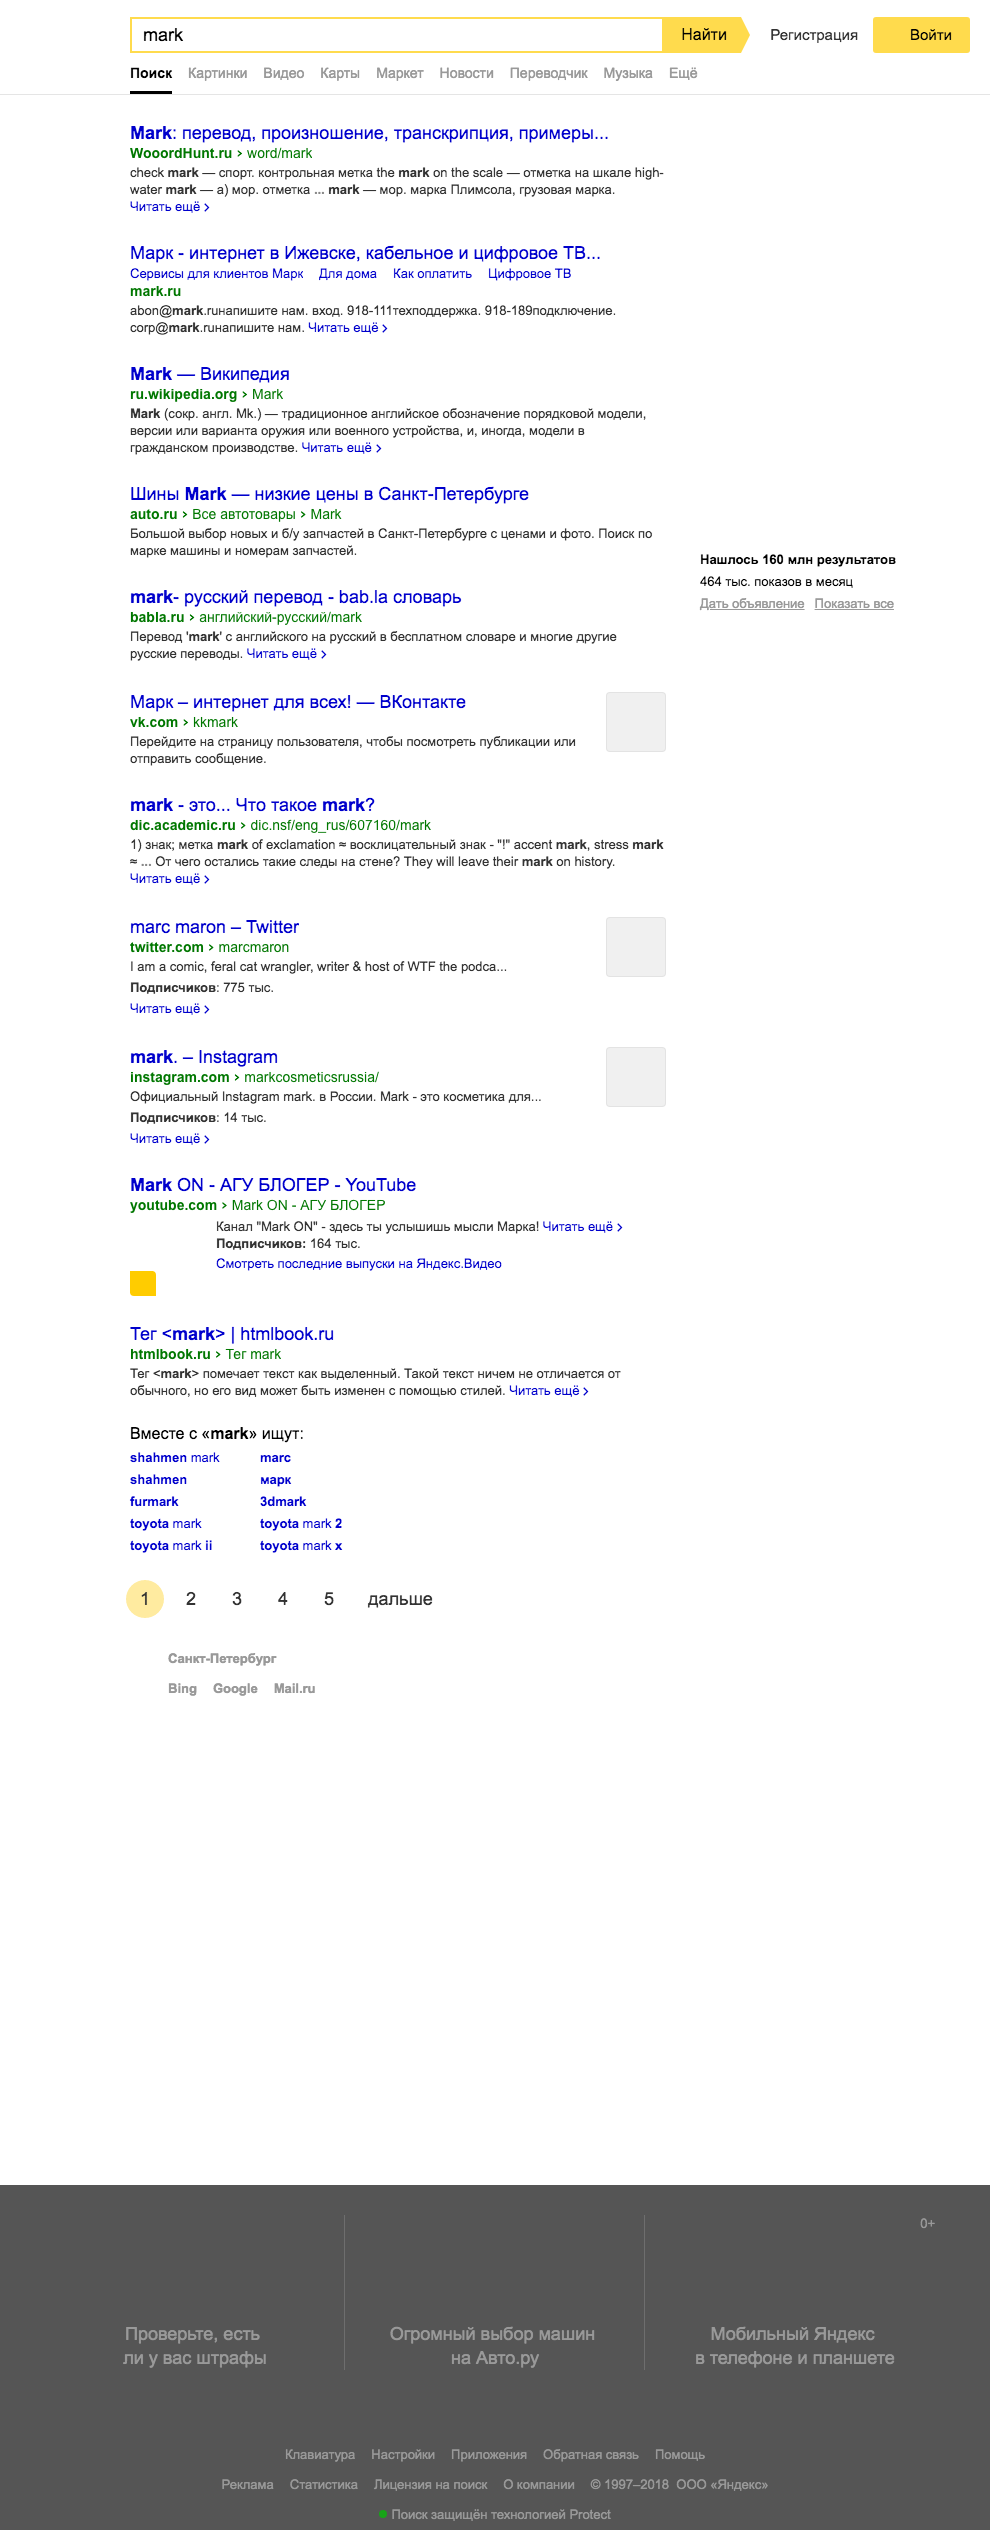 mark
Найти
Регистрация
Войти
Поиск Картинки Видео Карты Маркет Новости Переводчик Музыка Ещё
Mark: перевод, произношение, транскрипция, примеры...
WooordHunt.ru › word/mark
check mark — спорт. контрольная метка the mark on the scale — отметка на шкале high-
water mark — а) мор. отметка ... mark — мор. марка Плимсола, грузовая марка.
Читать ещё ›
Марк - интернет в Ижевске, кабельное и цифровое ТВ...
Сервисы для клиентов Марк Для дома Как оплатить Цифровое ТВ
mark.ru
abon@mark.ruнапишите нам. вход. 918-111техподдержка. 918-189подключение.
corp@mark.ruнапишите нам. Читать ещё ›
Mark — Википедия
ru.wikipedia.org › Mark
Mark (сокр. англ. Mk.) — традиционное английское обозначение порядковой модели,
версии или варианта оружия или военного устройства, и, иногда, модели в
гражданском производстве. Читать ещё ›
Шины Mark — низкие цены в Санкт-Петербурге
auto.ru › Все автотовары › Mark
Большой выбор новых и б/у запчастей в Санкт-Петербурге с ценами и фото. Поиск по
марке машины и номерам запчастей.
Нашлось 160 млн результатов
464 тыс. показов в месяц
Дать объявление Показать все
mark- русский перевод - bab.la словарь
babla.ru › английский-русский/mark
Перевод 'mark' с английского на русский в бесплатном словаре и многие другие
русские переводы. Читать ещё ›
Марк – интернет для всех! — ВКонтакте
vk.com › kkmark
Перейдите на страницу пользователя, чтобы посмотреть публикации или
отправить сообщение.
mark - это... Что такое mark?
dic.academic.ru › dic.nsf/eng_rus/607160/mark
1) знак; метка mark of exclamation ≈ восклицательный знак - "!" accent mark, stress mark
≈ ... От чего остались такие следы на стене? They will leave their mark on history.
Читать ещё ›
marc maron – Twitter
twitter.com › marcmaron
I am a comic, feral cat wrangler, writer & host of WTF the podca...
Подписчиков: 775 тыс.
Читать ещё ›
mark. – Instagram
instagram.com › markcosmeticsrussia/
Официальный Instagram mark. в России. Mark - это косметика для...
Подписчиков: 14 тыс.
Читать ещё ›
Mark ON - АГУ БЛОГЕР - YouTube
youtube.com › Mark ON - АГУ БЛОГЕР
Канал "Mark ON" - здесь ты услышишь мысли Марка! Читать ещё ›
Подписчиков: 164 тыс.
Смотреть последние выпуски на Яндекс.Видео
Тег <mark> | htmlbook.ru
htmlbook.ru › Тег mark
Тег <mark> помечает текст как выделенный. Такой текст ничем не отличается от
обычного, но его вид может быть изменен с помощью стилей. Читать ещё ›
Вместе с «mark» ищут:
shahmen mark marc
shahmen марк
furmark 3dmark
toyota mark toyota mark 2
toyota mark ii toyota mark x
1 2 3 4 5 дальше
Санкт-Петербург
Bing Google Mail.ru
0+
Проверьте, есть
ли у вас штрафы
Огромный выбор машин
на Авто.ру
Мобильный Яндекс
в телефоне и планшете
Клавиатура Настройки Приложения Обратная связь Помощь
Реклама Статистика Лицензия на поиск О компании © 1997–2018 ООО «Яндекс»
Поиск защищён технологией Protect